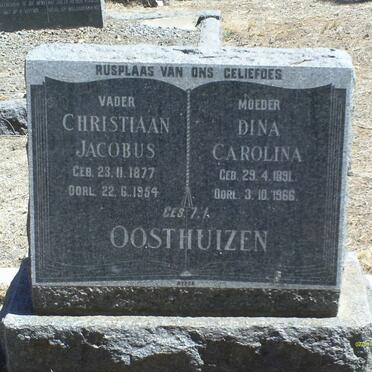 RUSPLAAS VAN ONS GELIEFDES
VADER
CHRISTIAAN
JACOBUS
GEB. 23.11.1877
OORL. 22.6.1954
MOEDER
DINA
CAROLINA
GEB. 29.4.1891.
OORL. 3.10.1966.
GES. 7:1.
OOSTHUIZEN